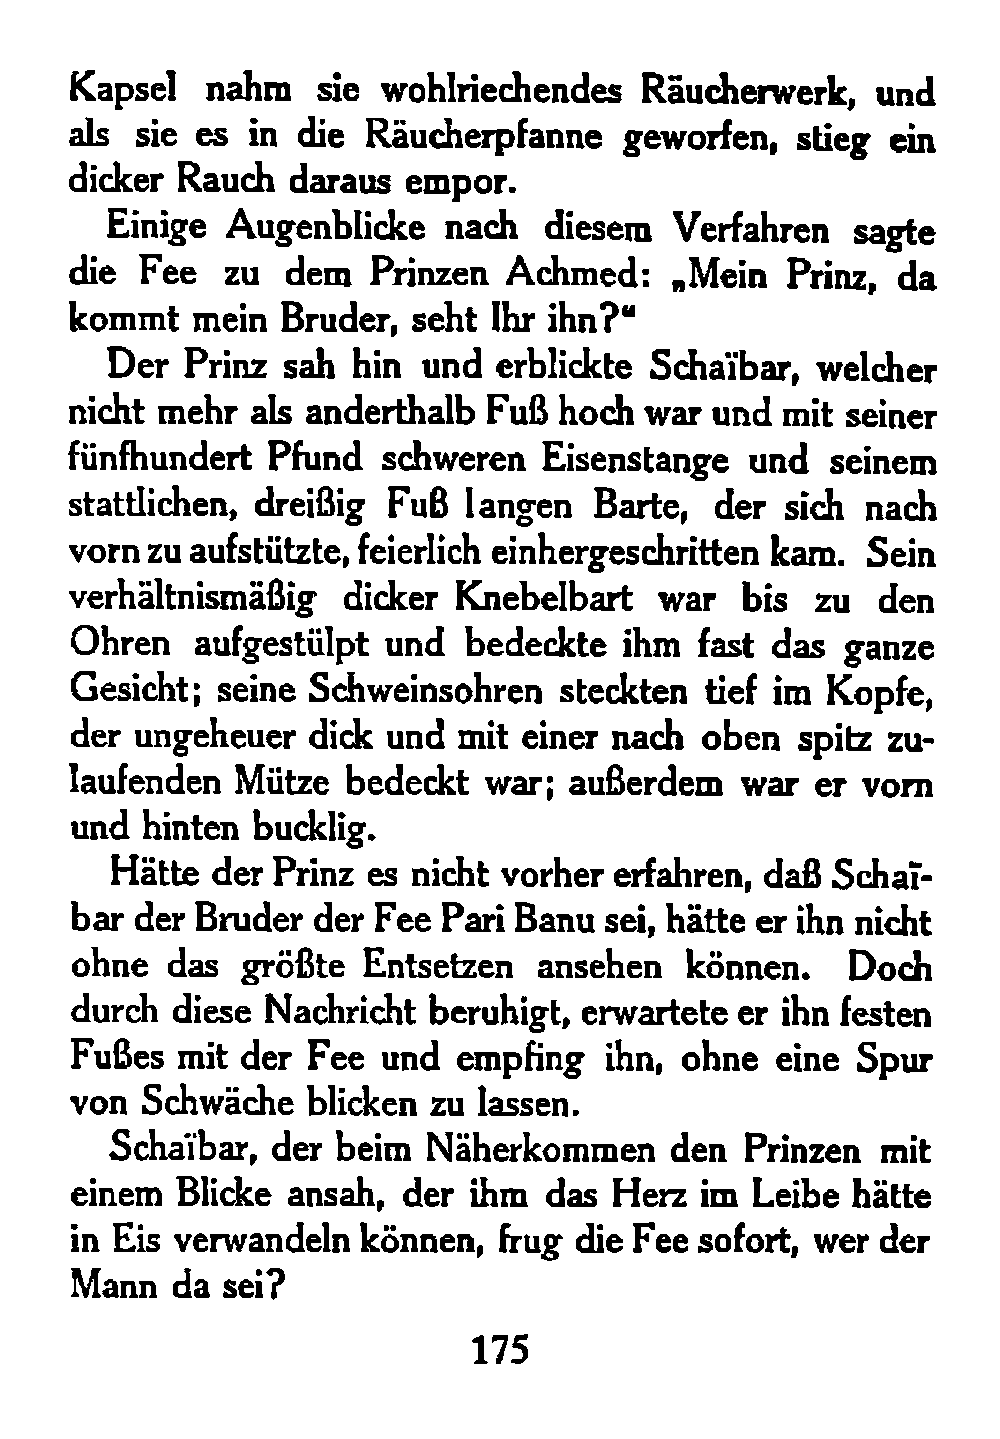 Kapsel nahm sie wohlriechendes Räucherwerk, und
als sie es in die Räucherpfanne geworfen, stieg ein
dicker Rauch daraus empor.
Einige Augenblicke nach diesem Verfahren sagte
die Fee zu dem Prinzen Achmed: „Mein Prinz, da
kommt mein Bruder, seht Ihr ihn?“
Der Prinz sah hin und erblickte Schaïbar, welcher
nicht mehr als anderthalb Fuß hoch war und mit seiner
fünfhundert Pfund schweren Eisenstange und seinem
stattlichen, dreißig Fuß langen Barte, der sich nach
vorn zu aufstützte, feierlich einhergeschritten kam. Sein
verhältnismäßig dicker Knebelbart war bis zu den
Ohren aufgestülpt und bedeckte ihm fast das ganze
Gesicht; seine Schweinsohren steckten tief im Kopfe,
der ungeheuer dick und mit einer nach oben spitz zu-
laufenden Mütze bedeckt war; außerdem war er vorn
und hinten bucklig.
Hätte der Prinz es nicht vorher erfahren, daß Schaï-
bar der Bruder der Fee Pari Banu sei, hätte er ihn nicht
ohne das größte Entsetzen ansehen können. Doch
durch diese Nachricht beruhigt, erwartete er ihn festen
Fußes mit der Fee und empfing ihn, ohne eine Spur
von Schwäche blicken zu lassen.
Schaïbar, der beim Näherkommen den Prinzen mit
einem Blicke ansah, der ihm das Herz im Leibe hätte
in Eis verwandeln können, frug die Fee sofort, wer der
Mann da sei?
175